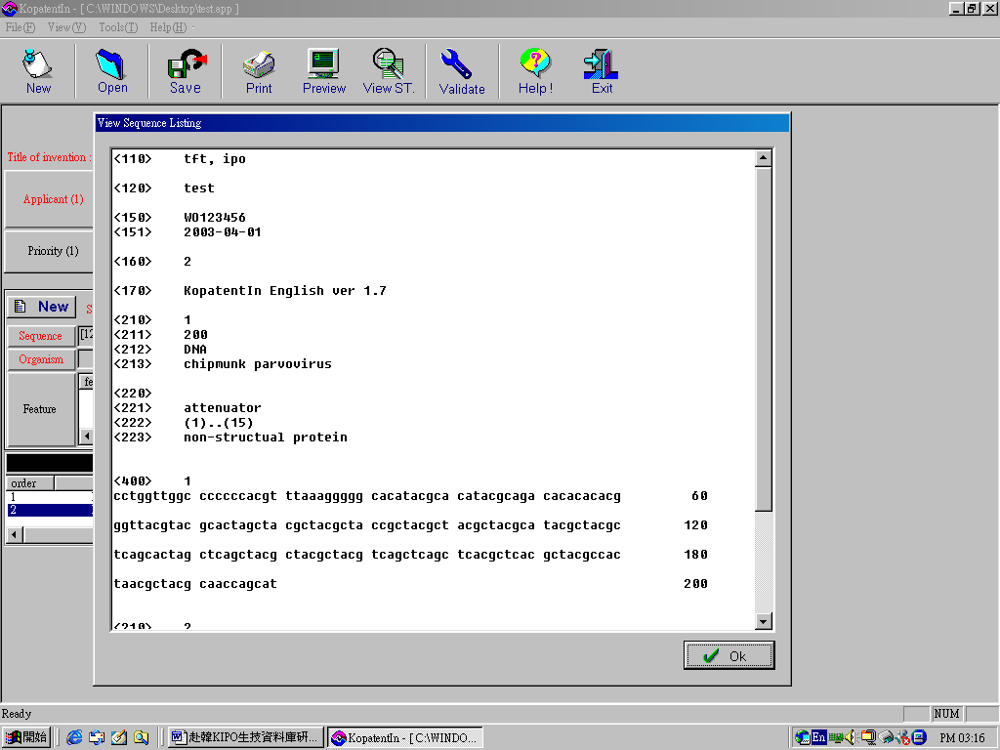 KopatentIn - [ C:\WINDOWS\Desktop\test.app ]
File(F) View(V) Tools(T) Help(H)
New Open Save Print Preview View ST. Validate Help ! Exit
View Sequence Listing
Title of invention :
Applicant (1)
Priority (1)
New
Sequence
Organism
Feature
order
1
2
<110> tft, ipo
<120> test
<150> WO123456
<151> 2003-04-01
<160> 2
<170> KopatentIn English ver 1.7
<210> 1
<211> 200
<212> DNA
<213> chipmunk parvovirus
<220>
<221> attenuator
<222> (1)..(15)
<223> non-structual protein
<400> 1
cctggttggc ccccccacgt ttaaaggggg cacatacgca catacgcaga cacacacacg 60
ggttacgtac gcactagcta cgctacgcta ccgctacgct acgctacgca tacgctacgc 120
tcagcactag ctcagctacg ctacgctacg tcagctcagc tcacgctcac gctacgccac 180
taacgctacg caaccagcat 200
<210> 2
Ok
Ready
NUM
開始
赴韓KIPO生技資料庫研...
KopatentIn - [ C:\WINDO...
En
PM 03:16